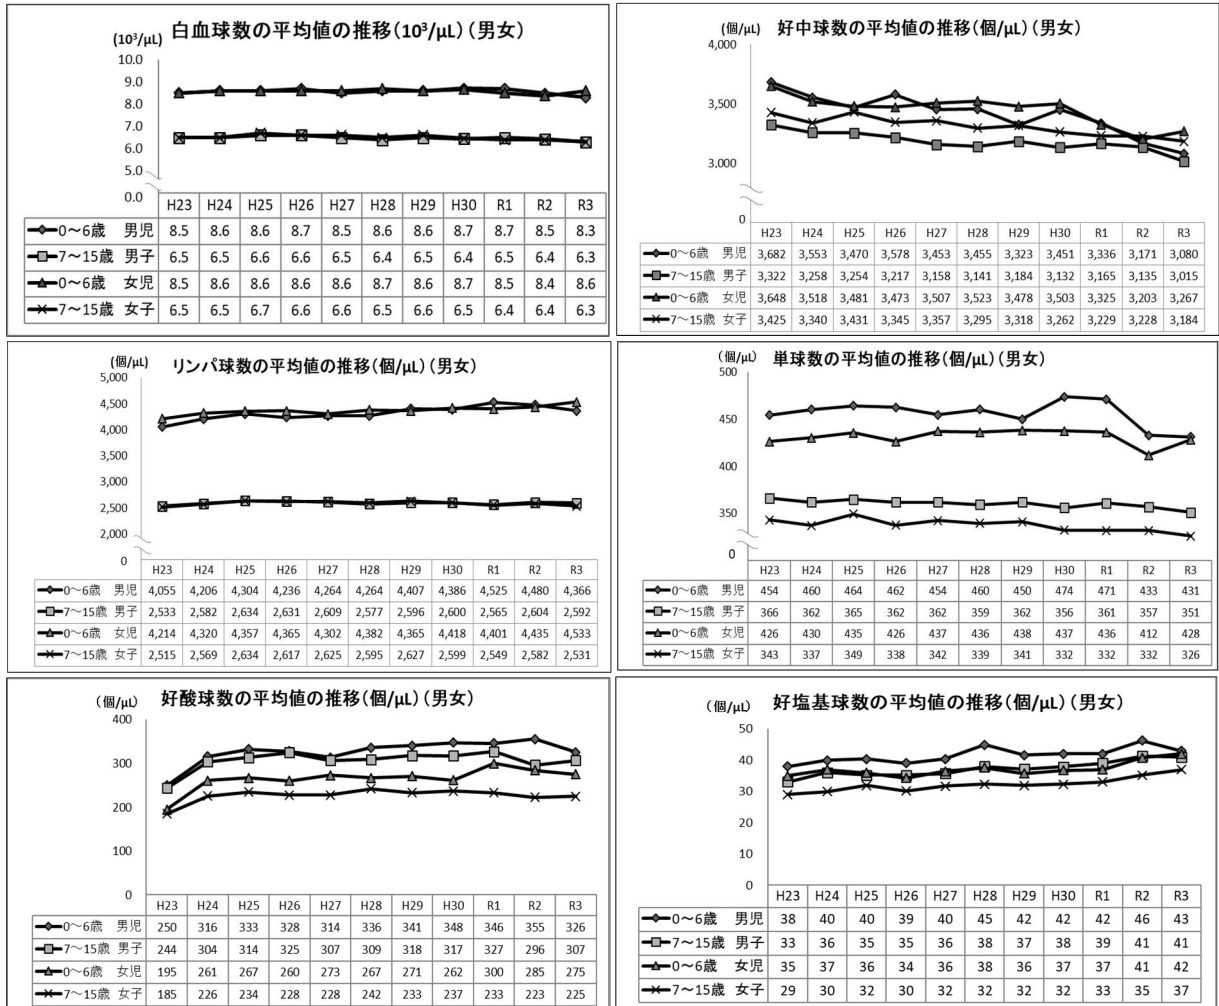 白血球数の平均値の推移(10³/μL)(男女)
(10³/μL)
10.0
9.0
8.0
7.0
6.0
5.0
0.0
H23 H24 H25 H26 H27 H28 H29 H30 R1 R2 R3
0~6歳 男児 8.5 8.6 8.6 8.7 8.5 8.6 8.6 8.7 8.7 8.5 8.3
7~15歳 男子 6.5 6.5 6.6 6.6 6.5 6.4 6.5 6.4 6.5 6.4 6.3
0~6歳 女児 8.5 8.6 8.6 8.6 8.6 8.7 8.6 8.7 8.5 8.4 8.6
7~15歳 女子 6.5 6.5 6.7 6.6 6.6 6.5 6.6 6.5 6.4 6.4 6.3
好中球数の平均値の推移(個/μL)(男女)
(個/μL)
4,000
3,500
3,000
0
H23 H24 H25 H26 H27 H28 H29 H30 R1 R2 R3
0~6歳 男児 3,682 3,553 3,470 3,578 3,453 3,455 3,323 3,451 3,336 3,171 3,080
7~15歳 男子 3,322 3,258 3,254 3,217 3,158 3,141 3,184 3,132 3,165 3,135 3,015
0~6歳 女児 3,648 3,518 3,481 3,473 3,507 3,523 3,478 3,503 3,325 3,203 3,267
7~15歳 女子 3,425 3,340 3,431 3,345 3,357 3,295 3,318 3,262 3,229 3,228 3,184
リンパ球数の平均値の推移(個/μL)(男女)
(個/μL)
5,000
4,500
4,000
3,500
3,000
2,500
2,000
0
H23 H24 H25 H26 H27 H28 H29 H30 R1 R2 R3
0~6歳 男児 4,055 4,206 4,304 4,236 4,264 4,264 4,407 4,386 4,525 4,480 4,366
7~15歳 男子 2,533 2,582 2,634 2,631 2,609 2,577 2,596 2,600 2,565 2,604 2,592
0~6歳 女児 4,214 4,320 4,357 4,365 4,302 4,382 4,365 4,418 4,401 4,435 4,533
7~15歳 女子 2,515 2,569 2,634 2,617 2,625 2,595 2,627 2,599 2,549 2,582 2,531
単球数の平均値の推移(個/μL)(男女)
(個/μL)
500
450
400
350
0
H23 H24 H25 H26 H27 H28 H29 H30 R1 R2 R3
0~6歳 男児 454 460 464 462 454 460 450 474 471 433 431
7~15歳 男子 366 362 365 362 362 359 362 356 361 357 351
0~6歳 女児 426 430 435 426 437 436 438 437 436 412 428
7~15歳 女子 343 337 349 338 342 339 341 332 332 332 326
好酸球数の平均値の推移(個/μL)(男女)
(個/μL)
400
300
200
100
0
H23 H24 H25 H26 H27 H28 H29 H30 R1 R2 R3
0~6歳 男児 250 316 333 328 314 336 341 348 346 355 326
7~15歳 男子 244 304 314 325 307 309 318 317 327 296 307
0~6歳 女児 195 261 267 260 273 267 271 262 300 285 275
7~15歳 女子 185 226 234 228 228 242 233 237 233 223 225
好塩基球数の平均値の推移(個/μL)(男女)
(個/μL)
50
40
30
20
10
0
H23 H24 H25 H26 H27 H28 H29 H30 R1 R2 R3
0~6歳 男児 38 40 40 39 40 45 42 42 42 46 43
7~15歳 男子 33 36 35 35 36 38 37 38 39 41 41
0~6歳 女児 35 37 36 34 36 38 36 37 37 41 42
7~15歳 女子 29 30 32 30 32 32 32 32 33 35 37